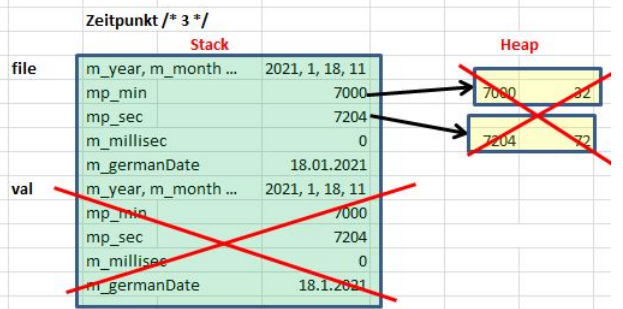 Zeitpunkt /* 3 */
Stack Heap
file m_year, m_month ... 2021, 1, 18, 11
mp_min 7000 7000 32
mp_sec 7204
m_millisec 0 7204 72
m_germanDate 18.01.2021
val m_year, m_month ... 2021, 1, 18, 11
mp_min 7000
mp_sec 7204
m_millisec 0
m_germanDate 18.1.2021